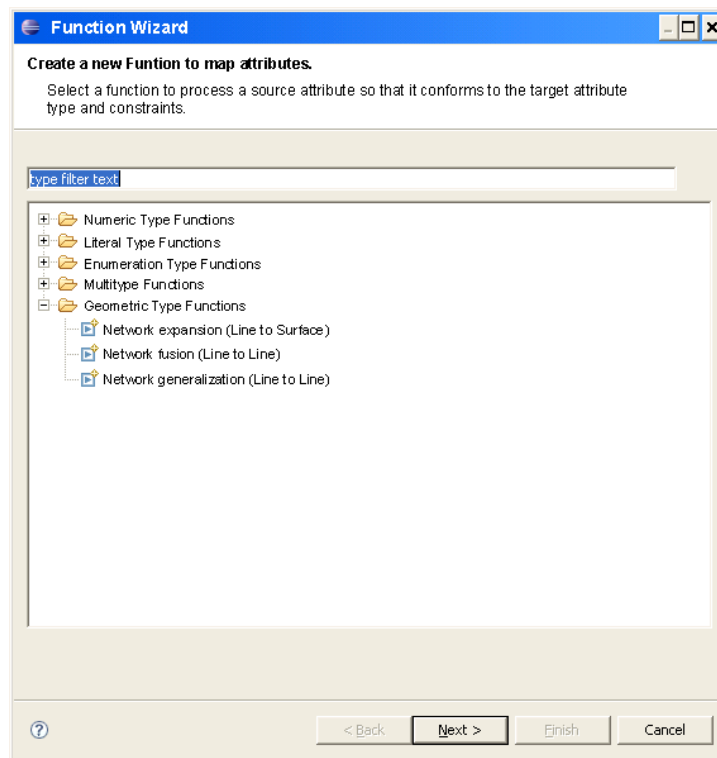 Function Wizard
Create a new Funtion to map attributes.
Select a function to process a source attribute so that it conforms to the target attribute
type and constraints.
type filter text
Numeric Type Functions
Literal Type Functions
Enumeration Type Functions
Multitype Functions
Geometric Type Functions
Network expansion (Line to Surface)
Network fusion (Line to Line)
Network generalization (Line to Line)
?
< Back Next > Finish Cancel